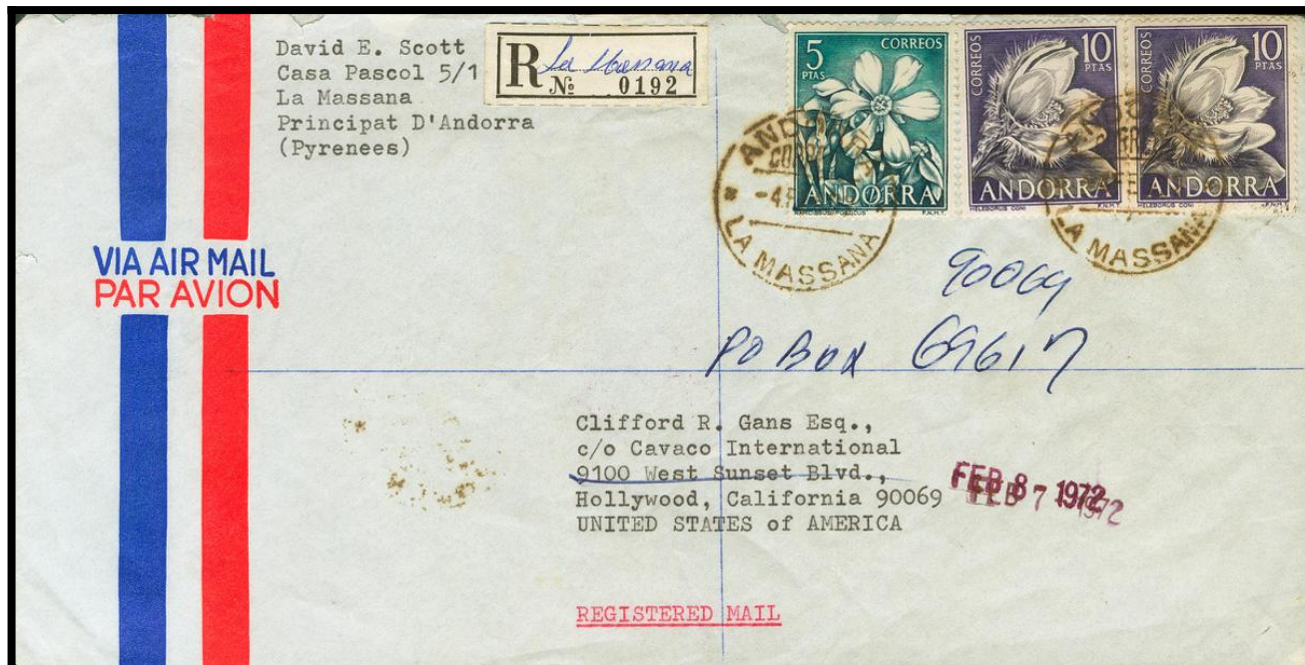 David E. Scott
Casa Pascol 5/1
La Massana
Principat D'Andorra
(Pyrenees)
R La Massana
№ 0192
5 PTAS CORREOS
ANDORRA
CORREOS 10 PTAS
ANDORRA
CORREOS 10 PTAS
ANDORRA
LA MASSANA
LA MASSANA
VIA AIR MAIL
PAR AVION
90069
PO BOX 69617
Clifford R. Gans Esq.,
c/o Cavaco International
9100 West Sunset Blvd.,
Hollywood, California 90069
UNITED STATES of AMERICA
FEB 8 1972
FEB 7 1972
REGISTERED MAIL